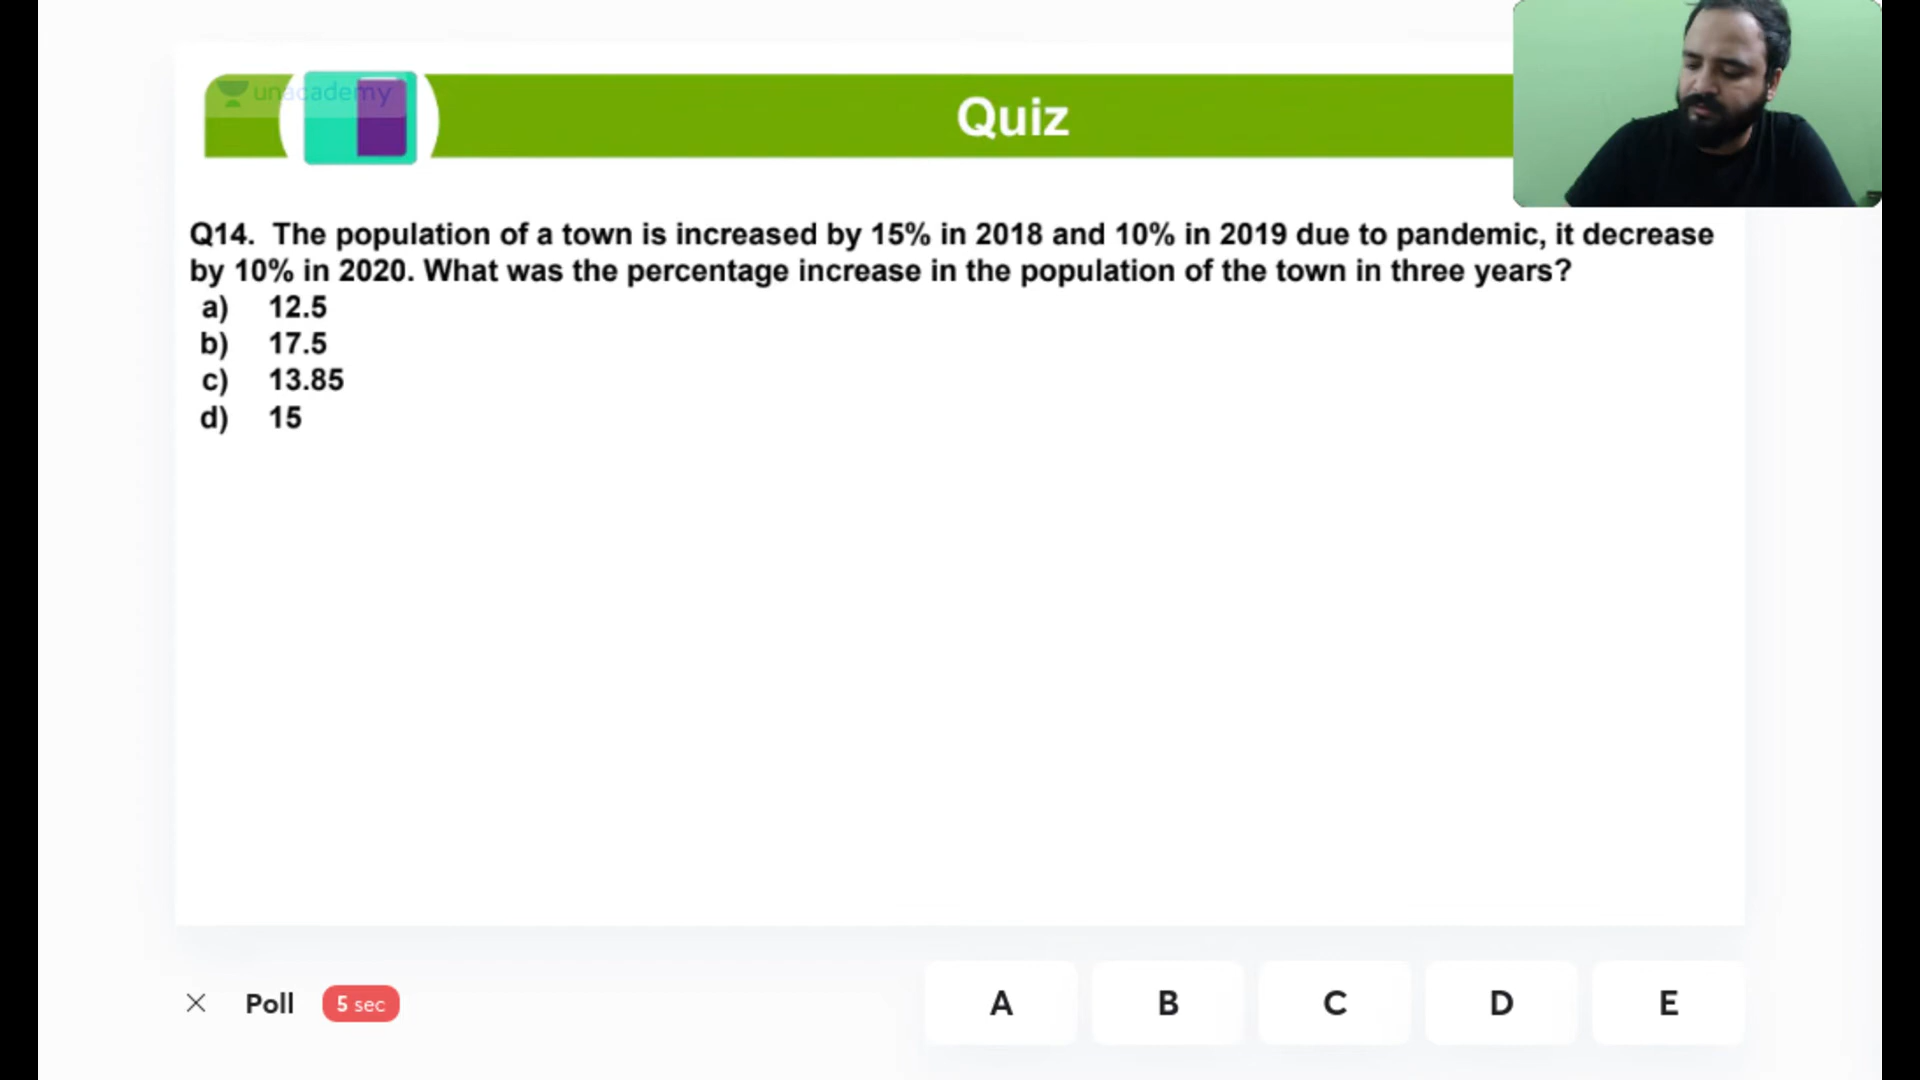 unacademy
Quiz
Q14. The population of a town is increased by 15% in 2018 and 10% in 2019 due to pandemic, it decrease
by 10% in 2020. What was the percentage increase in the population of the town in three years?
a) 12.5
b) 17.5
c) 13.85
d) 15
Poll 5 sec A B C D E